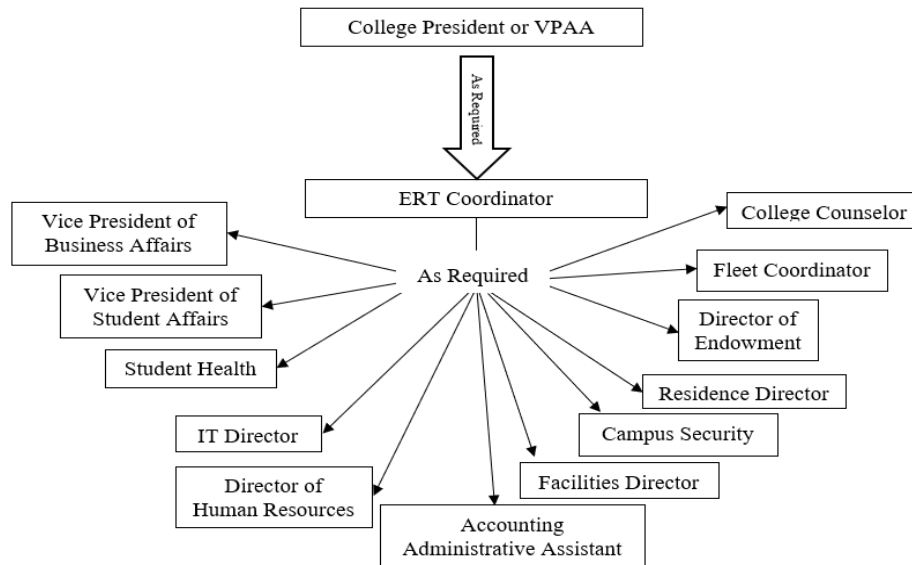 College President or VPAA
As Required
ERT Coordinator
As Required
Vice President of
Business Affairs
Vice President of
Student Affairs
Student Health
IT Director
Director of
Human Resources
Accounting
Administrative Assistant
Facilities Director
Campus Security
Residence Director
Director of
Endowment
Fleet Coordinator
College Counselor